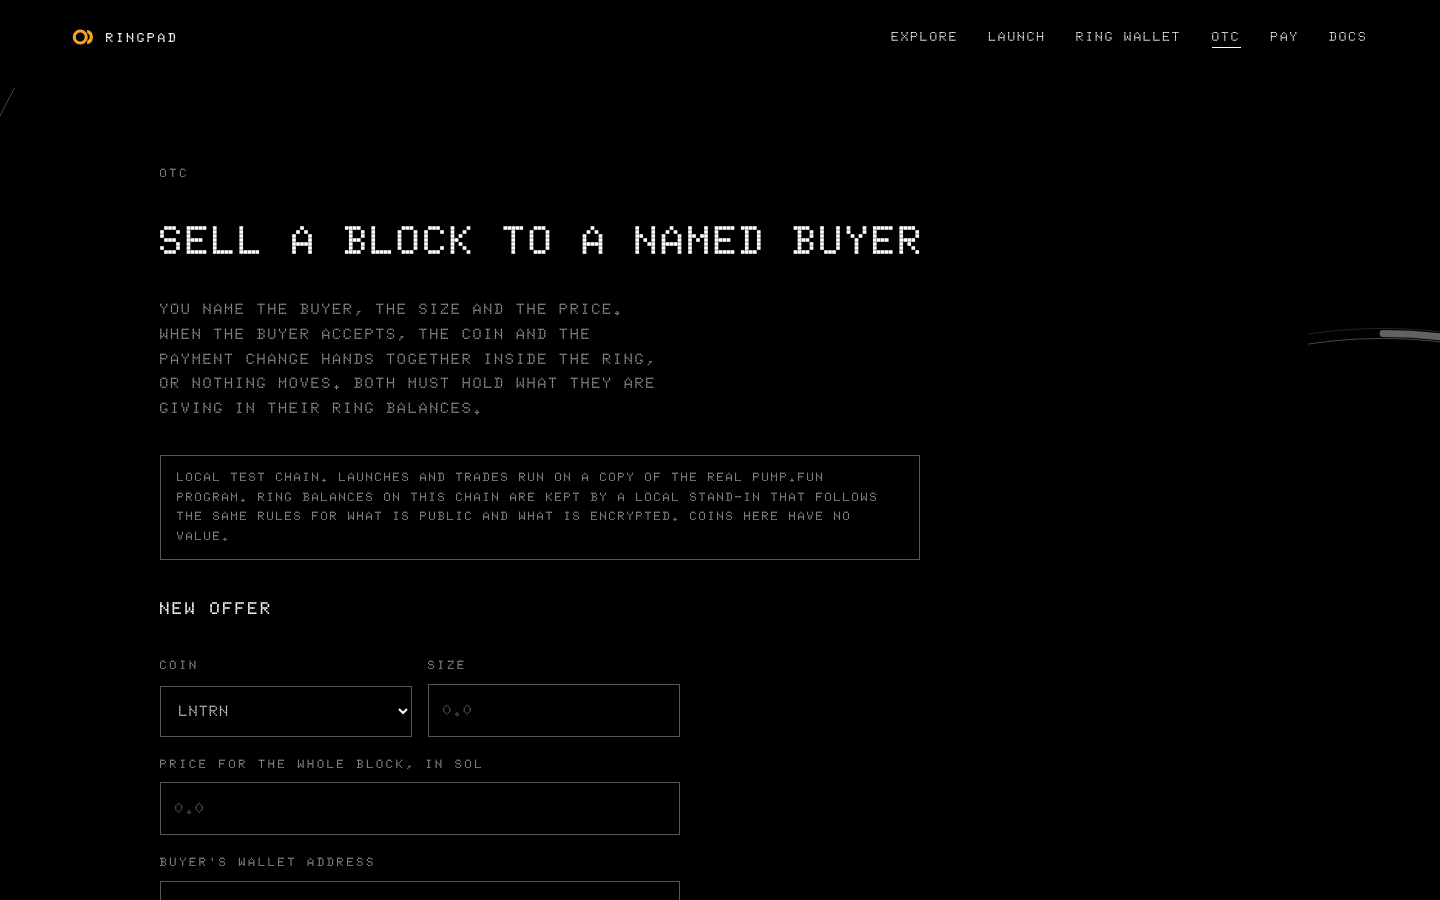 RINGPAD
EXPLORE LAUNCH RING WALLET OTC PAY DOCS
OTC
SELL A BLOCK TO A NAMED BUYER
YOU NAME THE BUYER, THE SIZE AND THE PRICE.
WHEN THE BUYER ACCEPTS, THE COIN AND THE
PAYMENT CHANGE HANDS TOGETHER INSIDE THE RING,
OR NOTHING MOVES. BOTH MUST HOLD WHAT THEY ARE
GIVING IN THEIR RING BALANCES.
LOCAL TEST CHAIN. LAUNCHES AND TRADES RUN ON A COPY OF THE REAL PUMP.FUN
PROGRAM. RING BALANCES ON THIS CHAIN ARE KEPT BY A LOCAL STAND-IN THAT FOLLOWS
THE SAME RULES FOR WHAT IS PUBLIC AND WHAT IS ENCRYPTED. COINS HERE HAVE NO
VALUE.
NEW OFFER
COIN SIZE
LNTRN 0.0
PRICE FOR THE WHOLE BLOCK, IN SOL
0.0
BUYER'S WALLET ADDRESS